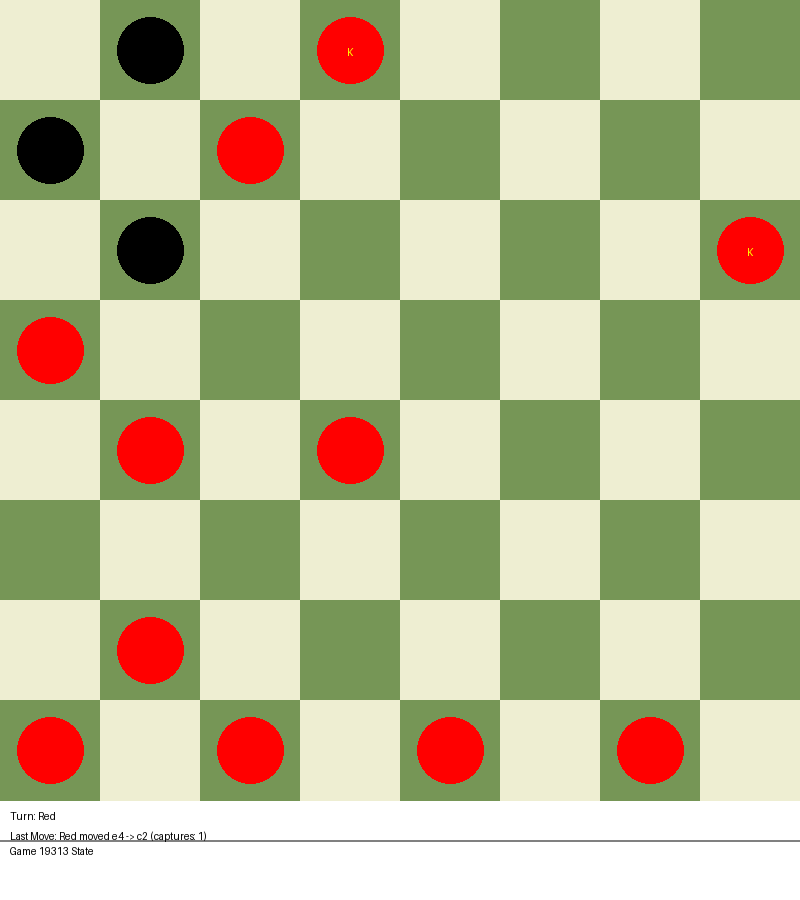 K
K
Turn: Red
Last Move: Red moved e4 -> c2 (captures: 1)
Game 19313 State